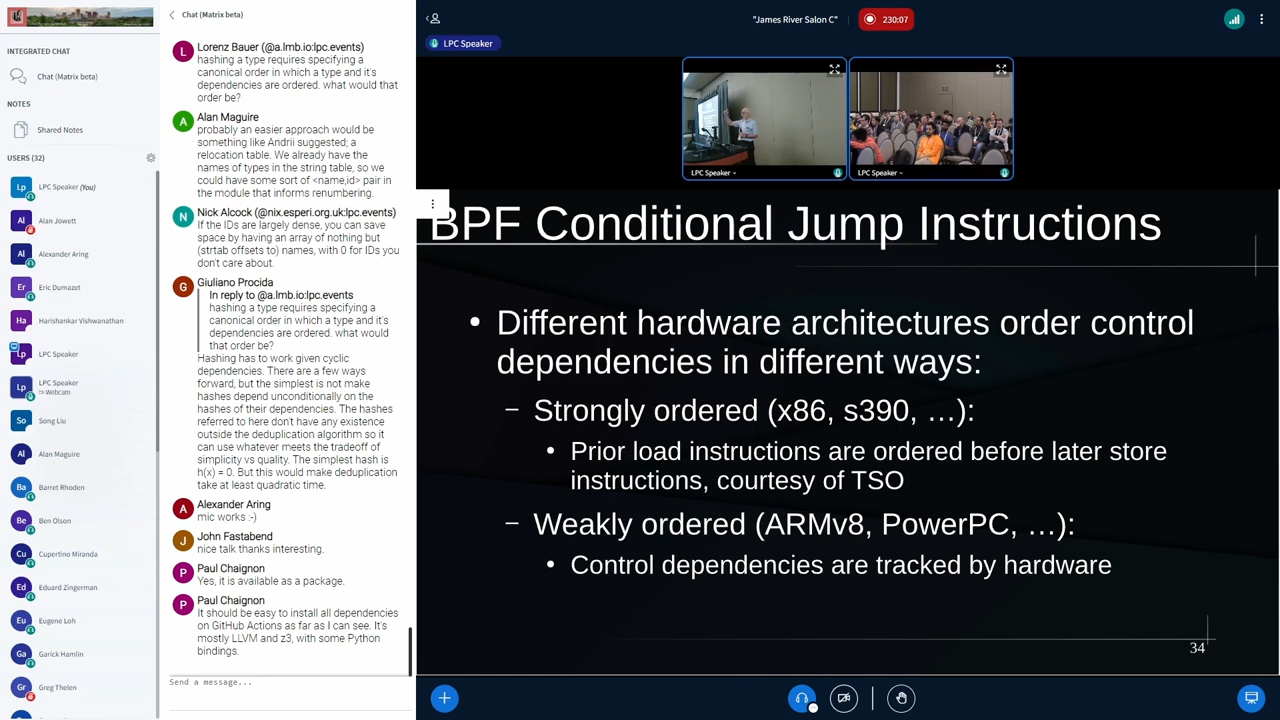 INTEGRATED CHAT
Chat (Matrix beta)
NOTES
Shared Notes
USERS (32)
Lp LPC Speaker (You)
Al Alan Jowett
Al Alexander Aring
Er Eric Dumazet
Ha Harishankar Vishwanathan
Lp LPC Speaker
Lp LPC Speaker
Webcam
So Song Liu
Al Alan Maguire
Ba Barret Rhoden
Be Ben Olson
Cu Cupertino Miranda
Ed Eduard Zingerman
Eu Eugene Loh
Ga Garick Hamlin
Gr Greg Thelen
Chat (Matrix beta)
L Lorenz Bauer (@a.lmb.io:lpc.events)
hashing a type requires specifying a
canonical order in which a type and it's
dependencies are ordered. what would that
order be?
A Alan Maguire
probably an easier approach would be
something like Andrii suggested; a
relocation table. We already have the
names of types in the string table, so we
could have some sort of <name,id> pair in
the module that informs renumbering.
N Nick Alcock (@nix.esperi.org.uk:lpc.events)
If the IDs are largely dense, you can save
space by having an array of nothing but
(strtab offsets to) names, with 0 for IDs you
don't care about.
G Giuliano Procida
In reply to @a.lmb.io:lpc.events
hashing a type requires specifying a
canonical order in which a type and it's
dependencies are ordered. what would
that order be?
Hashing has to work given cyclic
dependencies. There are a few ways
forward, but the simplest is not make
hashes depend unconditionally on the
hashes of their dependencies. The hashes
referred to here don't have any existence
outside the deduplication algorithm so it
can use whatever meets the tradeoff of
simplicity vs quality. The simplest hash is
h(x) = 0. But this would make deduplication
take at least quadratic time.
A Alexander Aring
mic works :-)
J John Fastabend
nice talk thanks interesting.
P Paul Chaignon
Yes, it is available as a package.
P Paul Chaignon
It should be easy to install all dependencies
on GitHub Actions as far as I can see. It's
mostly LLVM and z3, with some Python
bindings.
Send a message...
"James River Salon C"
230:07
LPC Speaker
LPC Speaker
LPC Speaker
BPF Conditional Jump Instructions
• Different hardware architectures order control
dependencies in different ways:
– Strongly ordered (x86, s390, …):
• Prior load instructions are ordered before later store
instructions, courtesy of TSO
– Weakly ordered (ARMv8, PowerPC, …):
• Control dependencies are tracked by hardware
34